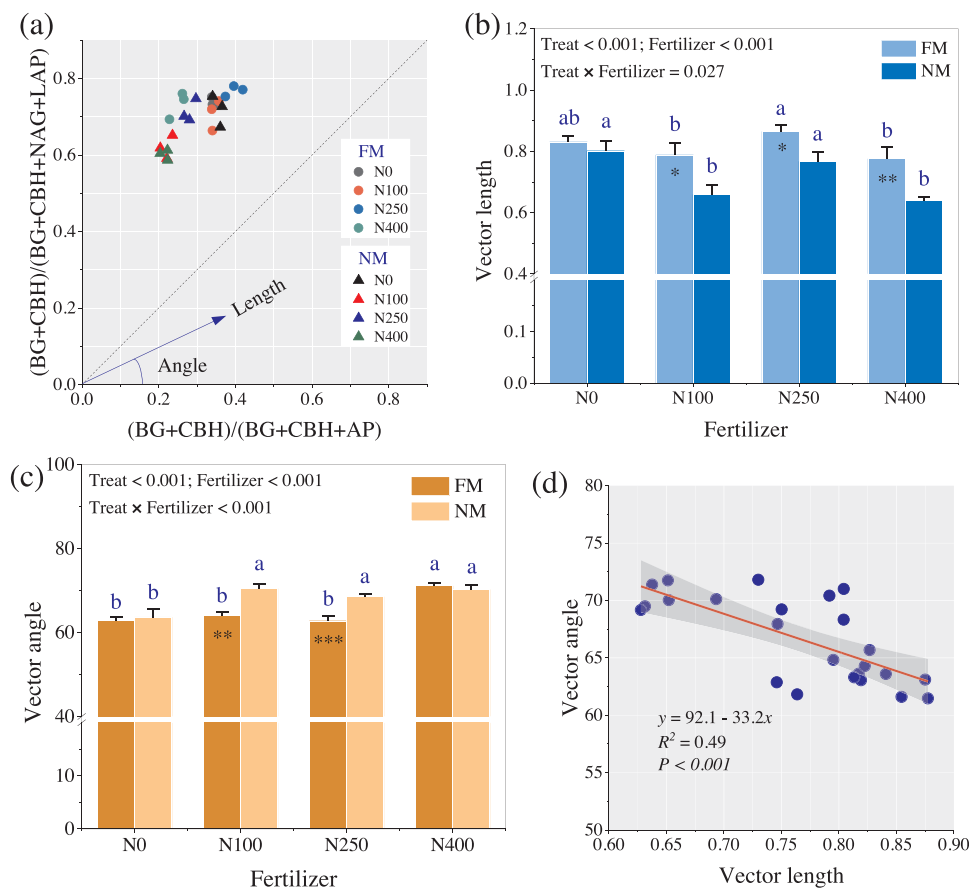 (a)
(BG+CBH)/(BG+CBH+NAG+LAP)
0.8
0.6
0.4
0.2
0.0
0.0 0.2 0.4 0.6 0.8
(BG+CBH)/(BG+CBH+AP)
FM
N0
N100
N250
N400
NM
N0
N100
N250
N400
Length
Angle
(b)
Treat < 0.001; Fertilizer < 0.001
Treat × Fertilizer = 0.027
FM
NM
Vector length
1.2
1.0
0.8
0.6
0.4
0.1
0.0
ab a b b a a b b
* * **
N0 N100 N250 N400
Fertilizer
(c)
Treat < 0.001; Fertilizer < 0.001
Treat × Fertilizer < 0.001
FM
NM
Vector angle
100
80
60
40
20
10
0
b b b a b a a a
** ***
N0 N100 N250 N400
Fertilizer
(d)
Vector angle
80
75
70
65
60
55
50
y = 92.1 - 33.2x
R² = 0.49
P < 0.001
0.60 0.65 0.70 0.75 0.80 0.85 0.90
Vector length